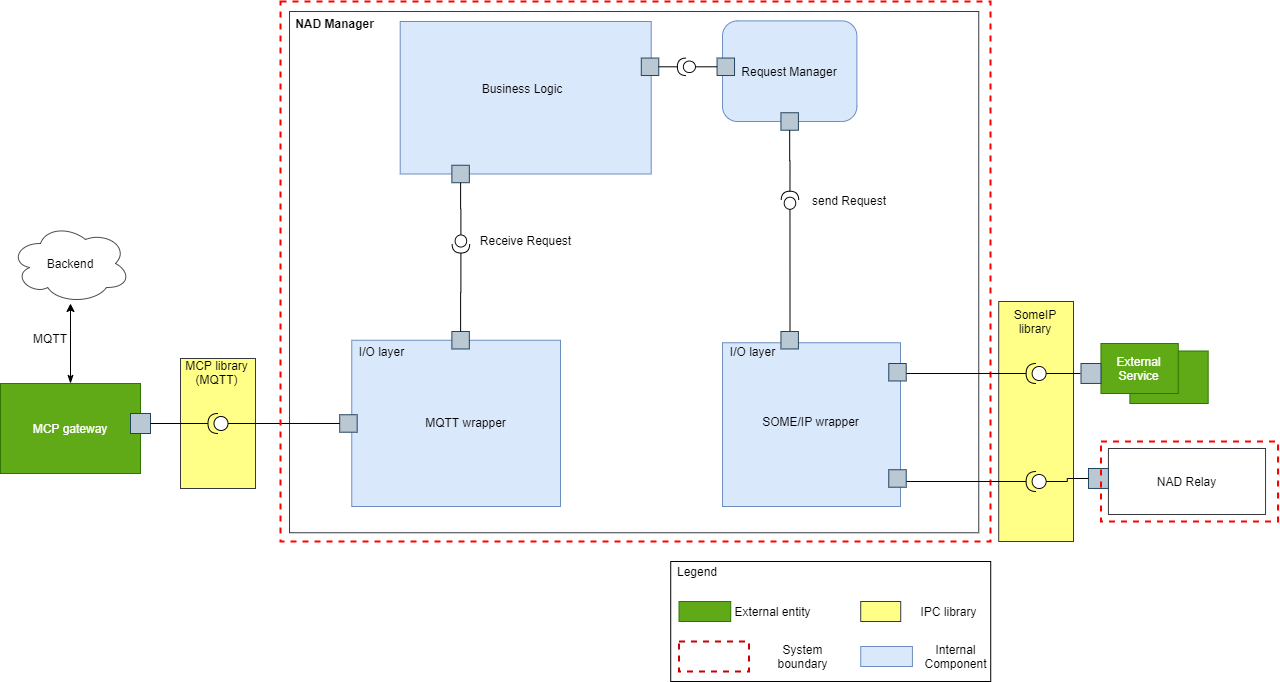 NAD Manager
Business Logic
Request Manager
send Request
Receive Request
Backend
MQTT
MCP gateway
MCP library
(MQTT)
I/O layer
MQTT wrapper
I/O layer
SOME/IP wrapper
SomeIP
library
External
Service
NAD Relay
Legend
External entity
IPC library
System
boundary
Internal
Component